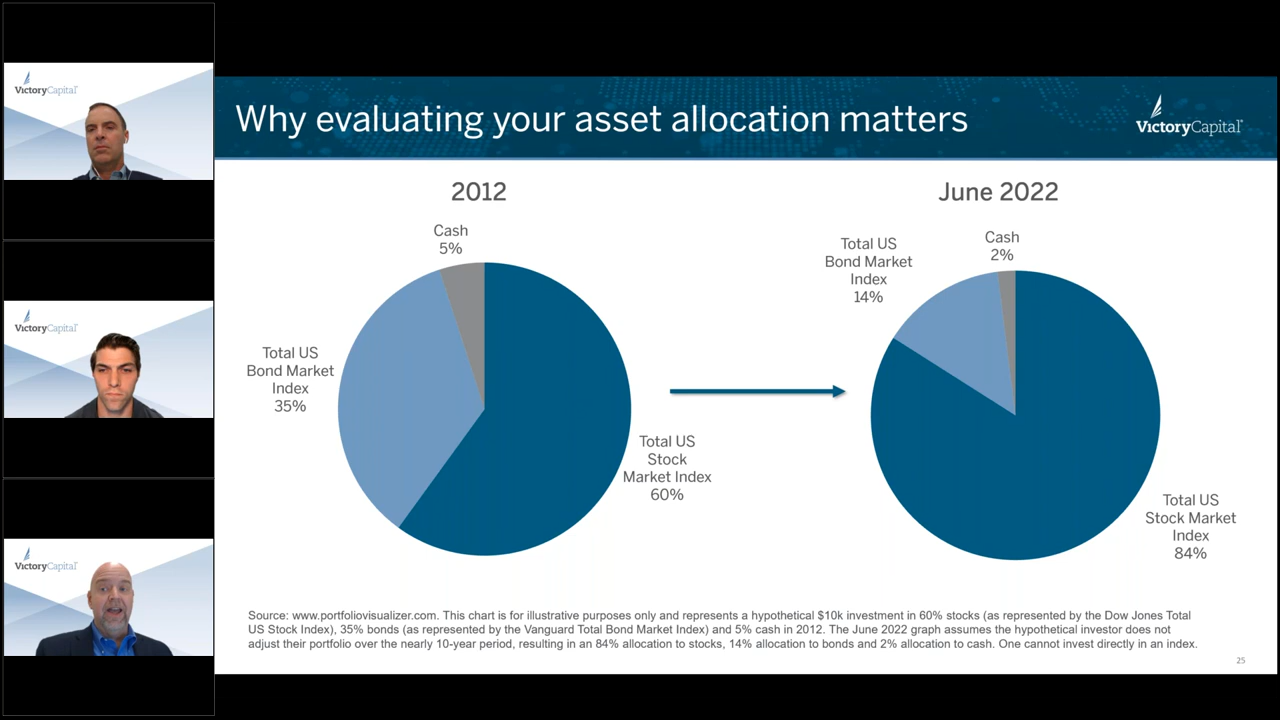 VictoryCapital
VictoryCapital
VictoryCapital
Why evaluating your asset allocation matters
VictoryCapital
2012
Cash
5%
Total US
Bond Market
Index
35%
Total US
Stock
Market Index
60%
June 2022
Total US
Bond Market
Index
14%
Cash
2%
Total US
Stock Market
Index
84%
Source: www.portfoliovisualizer.com. This chart is for illustrative purposes only and represents a hypothetical $10k investment in 60% stocks (as represented by the Dow Jones Total
US Stock Index), 35% bonds (as represented by the Vanguard Total Bond Market Index) and 5% cash in 2012. The June 2022 graph assumes the hypothetical investor does not
adjust their portfolio over the nearly 10-year period, resulting in an 84% allocation to stocks, 14% allocation to bonds and 2% allocation to cash. One cannot invest directly in an index.
25